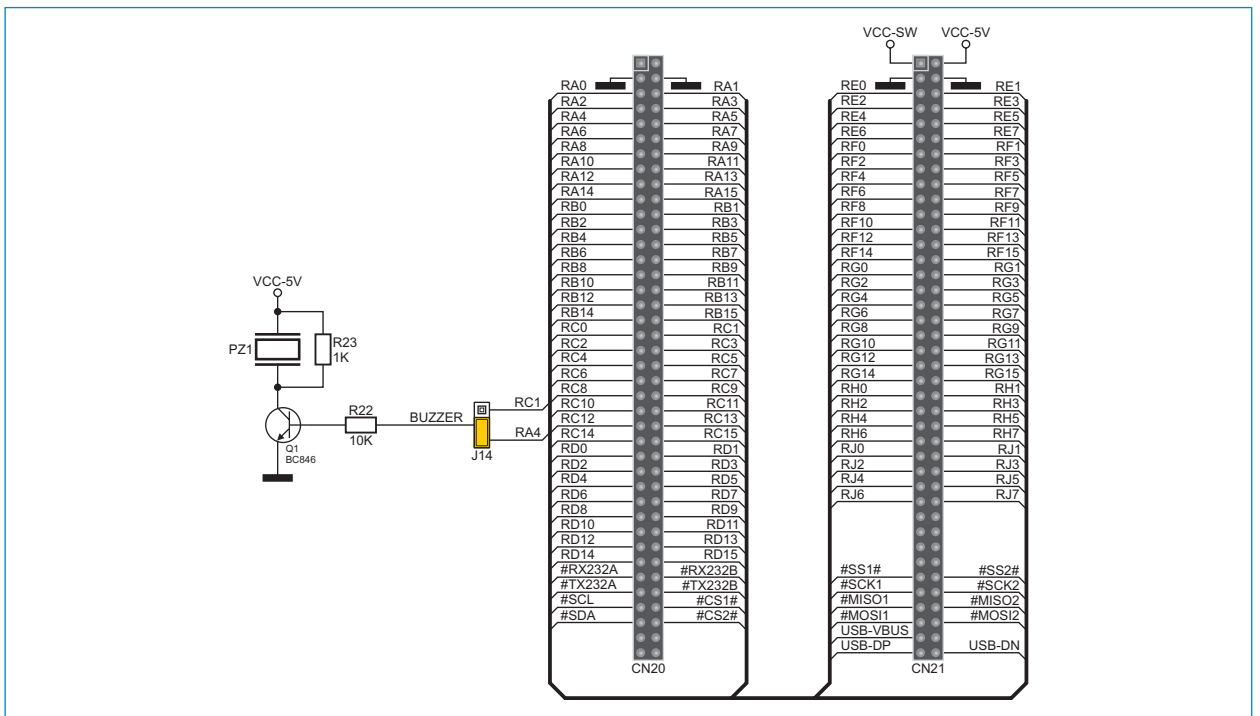 VCC-SW VCC-5V
RA0 RA1 RE0 RE1
RA2 RA3 RE2 RE3
RA4 RA5 RE4 RE5
RA6 RA7 RE6 RE7
RA8 RA9 RF0 RF1
RA10 RA11 RF2 RF3
RA12 RA13 RF4 RF5
RA14 RA15 RF6 RF7
RB0 RB1 RF8 RF9
RB2 RB3 RF10 RF11
RB4 RB5 RF12 RF13
RB6 RB7 RF14 RF15
RB8 RB9 RG0 RG1
RB10 RB11 RG2 RG3
RB12 RB13 RG4 RG5
RB14 RB15 RG6 RG7
RC0 RC1 RG8 RG9
RC2 RC3 RG10 RG11
RC4 RC5 RG12 RG13
RC6 RC7 RG14 RG15
RC8 RC9 RH0 RH1
RC10 RC11 RH2 RH3
RC12 RC13 RH4 RH5
RC14 RC15 RH6 RH7
RD0 RD1 RJ0 RJ1
RD2 RD3 RJ2 RJ3
RD4 RD5 RJ4 RJ5
RD6 RD7 RJ6 RJ7
RD8 RD9
RD10 RD11
RD12 RD13
RD14 RD15
#RX232A #RX232B #SS1# #SS2#
#TX232A #TX232B #SCK1 #SCK2
#SCL #CS1# #MISO1 #MISO2
#SDA #CS2# #MOSI1 #MOSI2
USB-VBUS
USB-DP USB-DN
CN20 CN21
VCC-5V
PZ1
R23
1K
R22
10K
BUZZER
RC1
RA4
J14
Q1
BC846